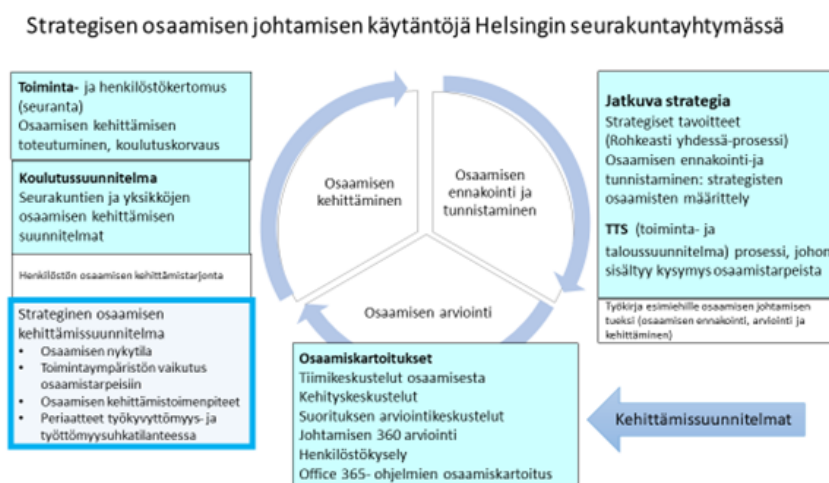 Strategisen osaamisen johtamisen käytäntöjä Helsingin seurakuntayhtymässä
Toiminta- ja henkilöstökertomus
(seuranta)
Osaamisen kehittämisen
toteutuminen, koulutuskorvaus
Koulutussuunnitelma
Seurakuntien ja yksikköjen
osaamisen kehittämisen
suunnitelmat
Henkilöstön osaamisen kehittämistarjonta
Strateginen osaamisen
kehittämissuunnitelma
• Osaamisen nykytila
• Toimintaympäristön vaikutus
osaamistarpeisiin
• Osaamisen kehittämistoimenpiteet
• Periaatteet työkyvyttömyys- ja
työttömyysuhkatilanteessa
Osaamisen
kehittäminen
Osaamisen
ennakointi ja
tunnistaminen
Osaamisen arviointi
Osaamiskartoitukset
Tiimikeskustelut osaamisesta
Kehityskeskustelut
Suorituksen arviointikeskustelut
Johtamisen 360 arviointi
Henkilöstökysely
Office 365- ohjelmien osaamiskartoitus
Jatkuva strategia
Strategiset tavoitteet
(Rohkeasti yhdessä-prosessi)
Osaamisen ennakointi-ja
tunnistaminen: strategisten
osaamisten määrittely
TTS (toiminta- ja
taloussuunnitelma) prosessi, johon
sisältyy kysymys osaamistarpeista
Työkirja esimiehille osaamisen johtamisen
tueksi (osaamisen ennakointi, arviointi ja
kehittäminen)
Kehittämissuunnitelmat